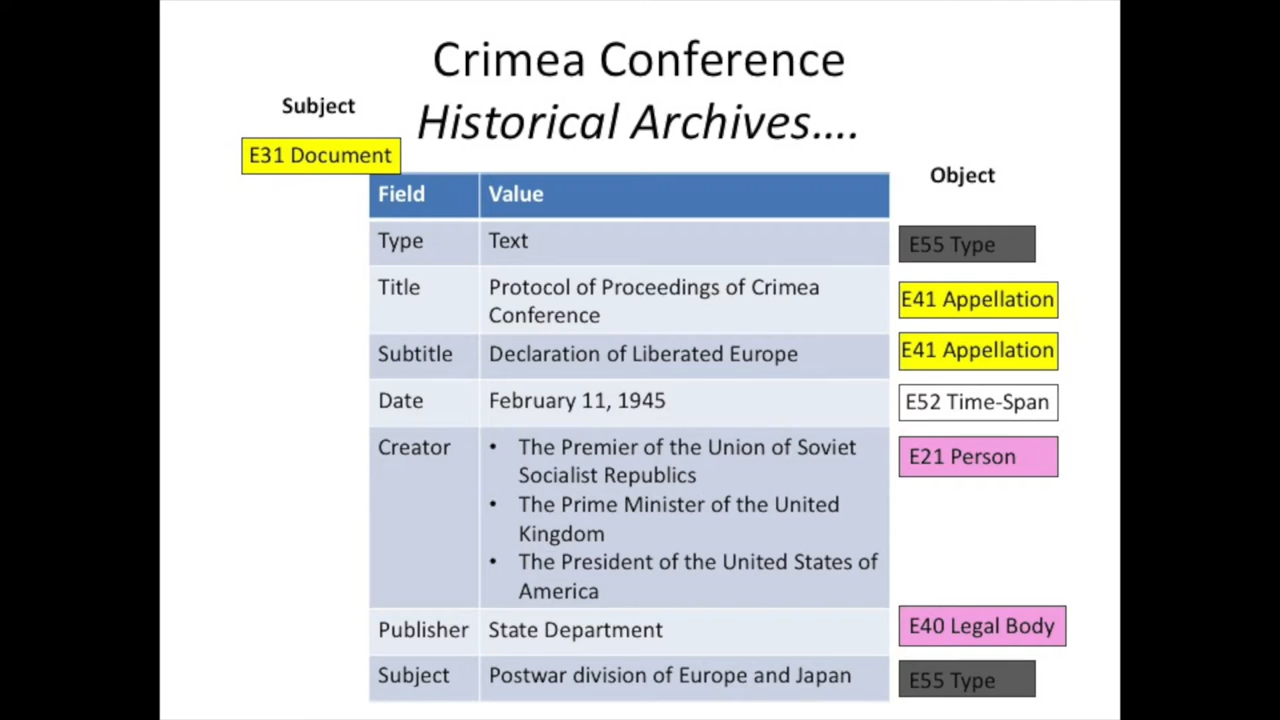 Crimea Conference
Subject
Historical Archives....
E31 Document
Object
Field Value
Type Text
E55 Type
Title Protocol of Proceedings of Crimea
Conference
E41 Appellation
Subtitle Declaration of Liberated Europe
E41 Appellation
Date February 11, 1945
E52 Time-Span
Creator • The Premier of the Union of Soviet
Socialist Republics
E21 Person
• The Prime Minister of the United
Kingdom
• The President of the United States of
America
Publisher State Department
E40 Legal Body
Subject Postwar division of Europe and Japan
E55 Type